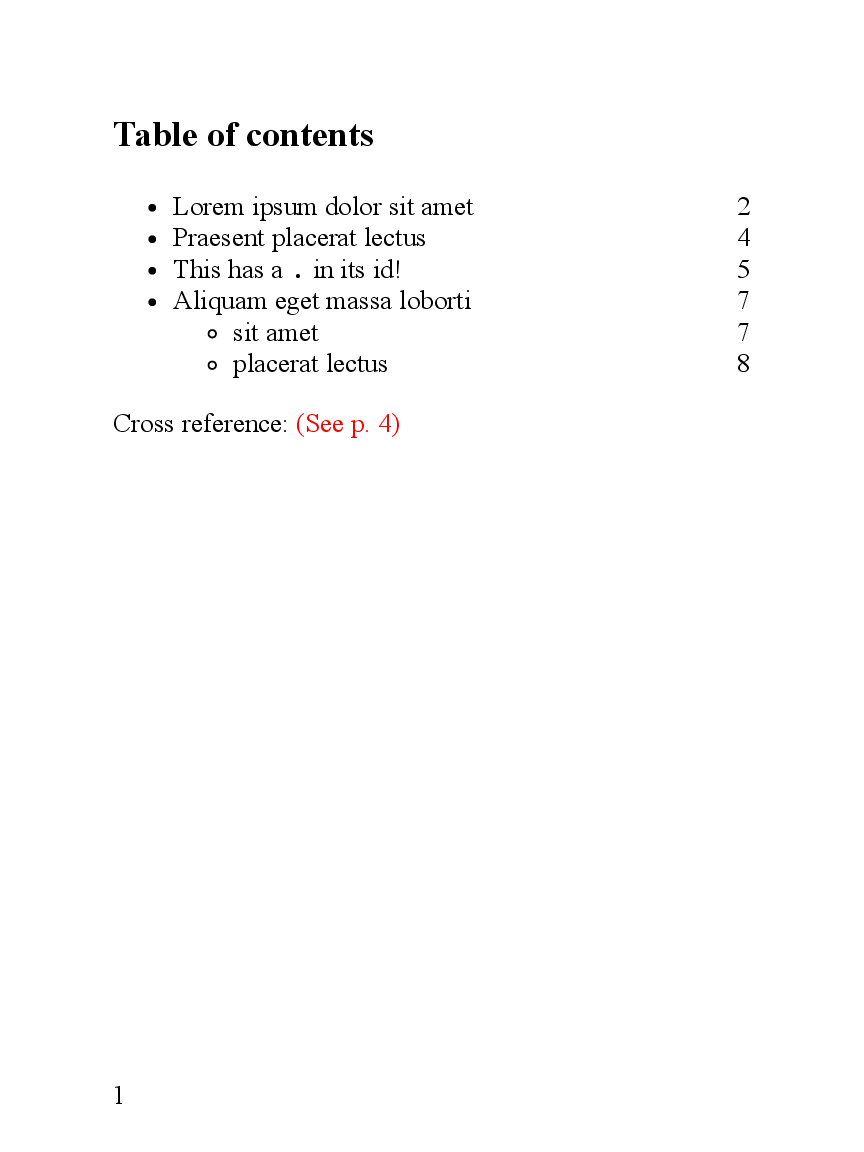 Table of contents
• Lorem ipsum dolor sit amet 2
• Praesent placerat lectus 4
• This has a . in its id! 5
• Aliquam eget massa loborti 7
◦ sit amet 7
◦ placerat lectus 8
Cross reference: (See p. 4)
1